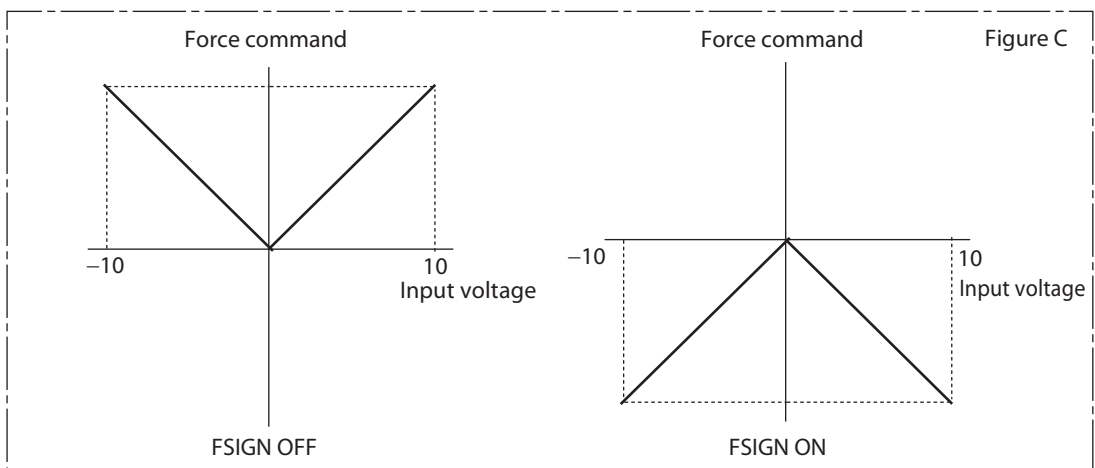 Force command
−10
10
Input voltage
FSIGN OFF
Force command
Figure C
−10
10
Input voltage
FSIGN ON